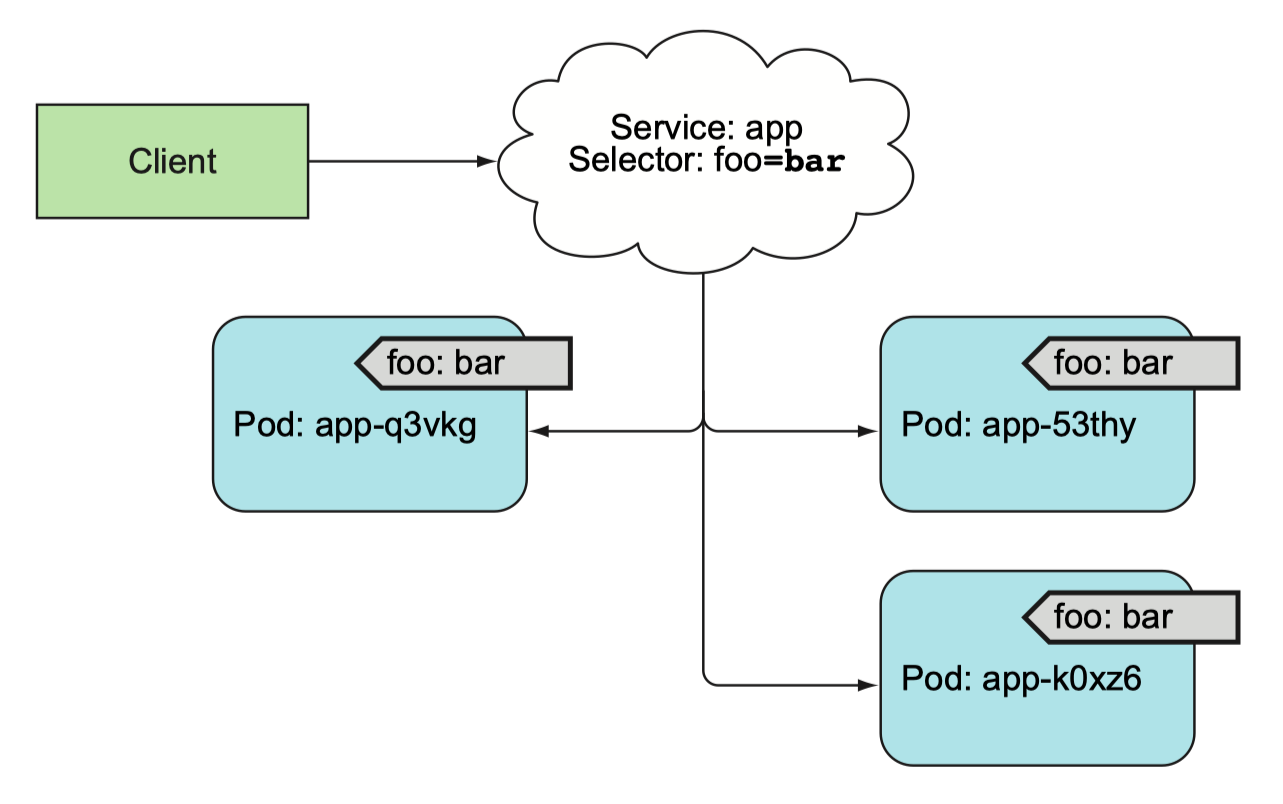 Client
Service: app
Selector: foo=bar
foo: bar
Pod: app-q3vkg
foo: bar
Pod: app-53thy
foo: bar
Pod: app-k0xz6